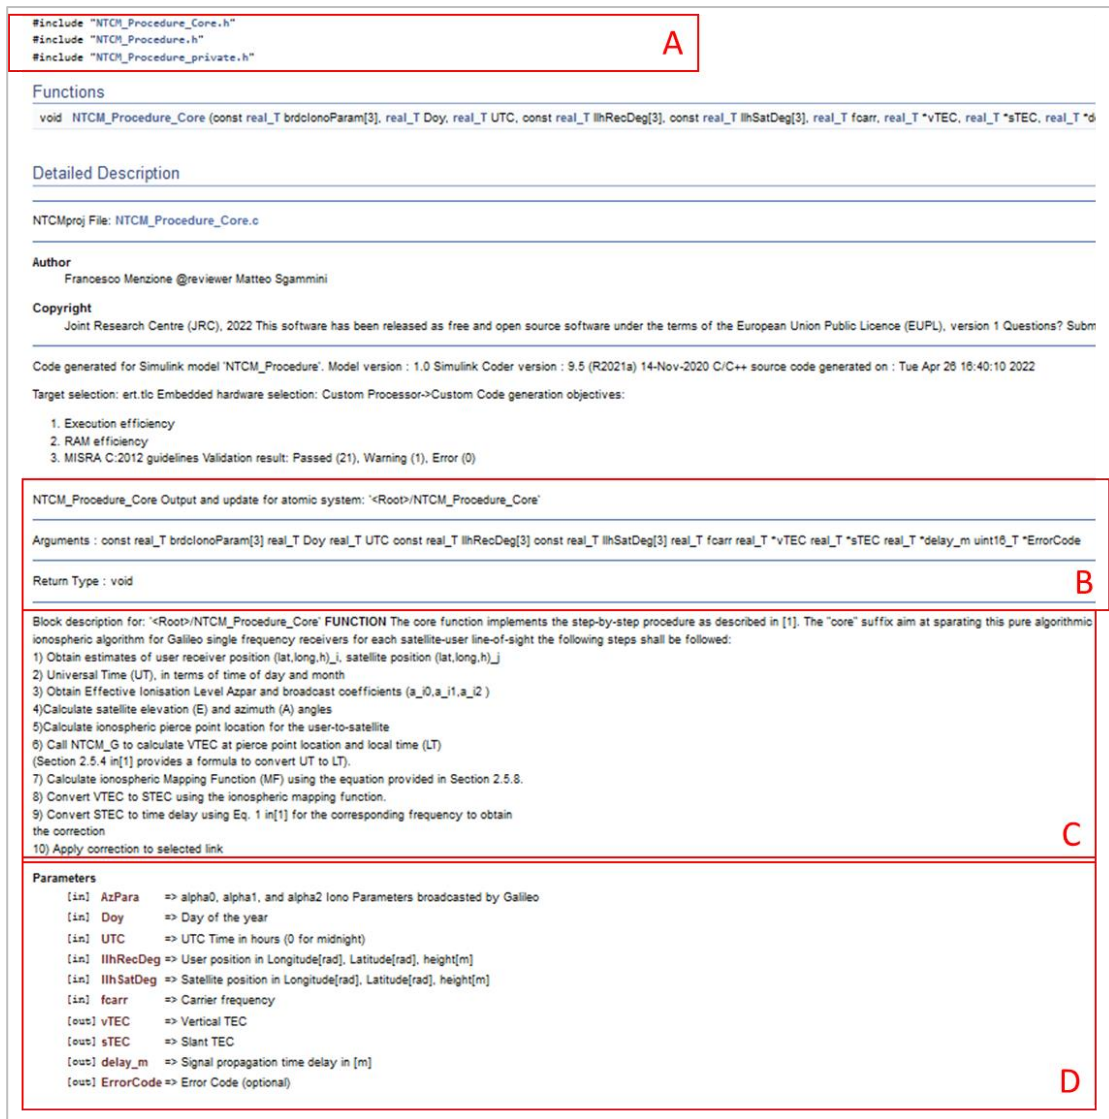 #include "NTCM_Procedure_Core.h"
#include "NTCM_Procedure.h"
#include "NTCM_Procedure_private.h"
A
Functions
void NTCM_Procedure_Core (const real_T brdcIonoParam[3], real_T Doy, real_T UTC, const real_T llhRecDeg[3], const real_T llhSatDeg[3], real_T fcarr, real_T *vTEC, real_T *sTEC, real_T *d
Detailed Description
NTCMproj File: NTCM_Procedure_Core.c
Author
Francesco Menzione @reviewer Matteo Sgammini
Copyright
Joint Research Centre (JRC), 2022 This software has been released as free and open source software under the terms of the European Union Public Licence (EUPL), version 1 Questions? Subm
Code generated for Simulink model 'NTCM_Procedure'. Model version : 1.0 Simulink Coder version : 9.5 (R2021a) 14-Nov-2020 C/C++ source code generated on : Tue Apr 26 16:40:10 2022
Target selection: ert.tlc Embedded hardware selection: Custom Processor->Custom Code generation objectives:
1. Execution efficiency
2. RAM efficiency
3. MISRA C:2012 guidelines Validation result: Passed (21), Warning (1), Error (0)
NTCM_Procedure_Core Output and update for atomic system: '<Root>/NTCM_Procedure_Core'
Arguments : const real_T brdcIonoParam[3] real_T Doy real_T UTC const real_T llhRecDeg[3] const real_T llhSatDeg[3] real_T fcarr real_T *vTEC real_T *sTEC real_T *delay_m uint16_T *ErrorCode
Return Type : void
B
Block description for: '<Root>/NTCM_Procedure_Core' FUNCTION The core function implements the step-by-step procedure as described in [1]. The "core" suffix aim at sparating this pure algorithmic
ionospheric algorithm for Galileo single frequency receivers for each satellite-user line-of-sight the following steps shall be followed:
1) Obtain estimates of user receiver position (lat,long,h)_i, satellite position (lat,long,h)_j
2) Universal Time (UT), in terms of time of day and month
3) Obtain Effective Ionisation Level Azpar and broadcast coefficients (a_i0,a_i1,a_i2 )
4)Calculate satellite elevation (E) and azimuth (A) angles
5)Calculate ionospheric pierce point location for the user-to-satellite
6) Call NTCM_G to calculate VTEC at pierce point location and local time (LT)
(Section 2.5.4 in[1] provides a formula to convert UT to LT).
7) Calculate ionospheric Mapping Function (MF) using the equation provided in Section 2.5.8.
8) Convert VTEC to STEC using the ionospheric mapping function.
9) Convert STEC to time delay using Eq. 1 in[1] for the corresponding frequency to obtain
the correction
10) Apply correction to selected link
C
Parameters
[in] AzPara => alpha0, alpha1, and alpha2 Iono Parameters broadcasted by Galileo
[in] Doy => Day of the year
[in] UTC => UTC Time in hours (0 for midnight)
[in] llhRecDeg => User position in Longitude[rad], Latitude[rad], height[m]
[in] llhSatDeg => Satellite position in Longitude[rad], Latitude[rad], height[m]
[in] fcarr => Carrier frequency
[out] vTEC => Vertical TEC
[out] sTEC => Slant TEC
[out] delay_m => Signal propagation time delay in [m]
[out] ErrorCode => Error Code (optional)
D